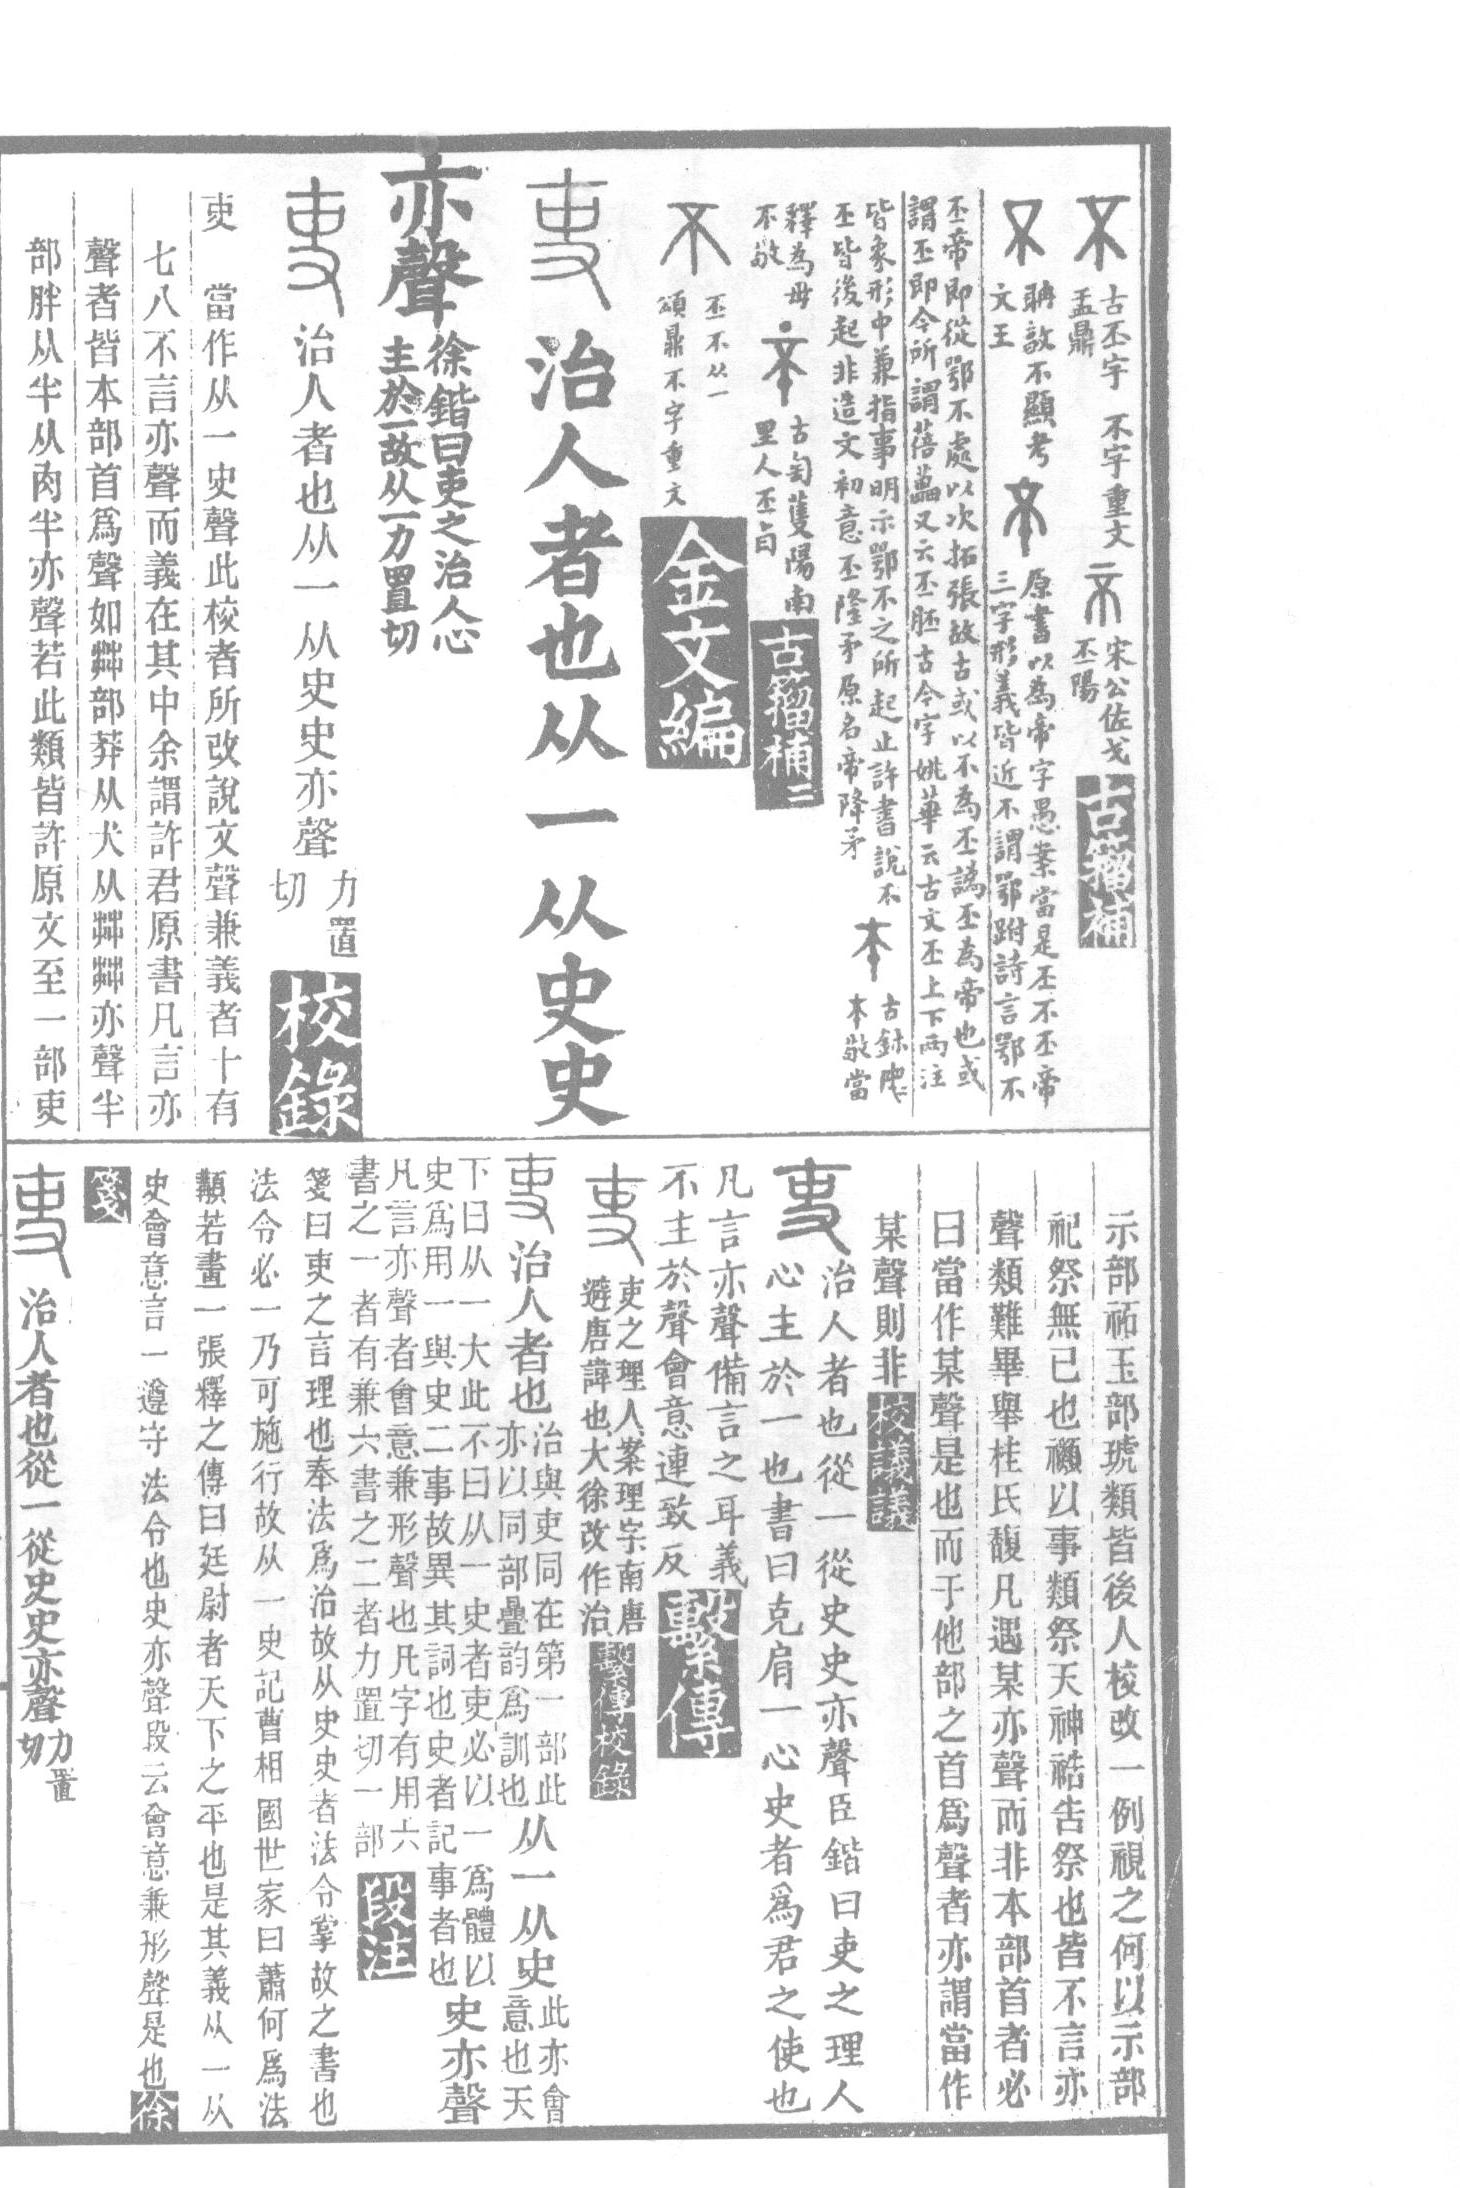 古丕字 不字重文
盂鼎
宋公佐戈
丕陽
古籀補
聃敦不顯考
文王
原書以為帝字愚案當是丕不丕帝
三字形義皆近不謂鄂跗詩言鄂不
丕帝即從鄂不處以次拓張故古或以不為丕譌丕為帝也或
謂丕即今所謂蓓蕾又云不胚古今字姚華云古文丕上下两注
皆象形中兼指事明示鄂不之所起止許書說不
丕皆後起非造文初意丕隆矛原名帝降矛
本敬當
釋為毋
不敬
古匋蒦陽南
里人丕
古籀補二
丕不从一
頌鼎不字重文
金文編
治人者也从一从史史
亦聲
徐鍇曰吏之治人心
主於一故从一力置切
治人者也从一从史史亦聲
力置
切
校錄
吏 當作从一史聲此校者所改說文聲兼義者十有
七八不言亦聲而義在其中余謂許君原書凡言亦
聲者皆本部首爲聲如茻部莽从犬从茻茻亦聲半
部胖从半从肉半亦聲若此類皆許原文至一部吏
示部祏玉部琥類皆後人校改一例視之何以示部
祀祭無已也禷以事類祭天神祰告祭也皆不言亦
聲類難畢舉桂氏馥凡遇某亦聲而非本部首者必
曰當作某聲是也而于他部之首爲聲者亦謂當作
某聲則非
校議議
治人者也從一從史史亦聲臣鍇曰吏之理人
心主於一也書曰克肩一心史者爲君之使也
凡言亦聲備言之耳義
不主於聲會意連致反
繫傳
吏之理人案理字南唐
避唐諱也大徐改作治
繫傳校錄
治人者也
治與吏同在第一部此
亦以同部疊韵爲訓也
从一从史
此亦會
意也天
下曰从一大此不曰从一史者吏必以一爲體以
史爲用一與史二事故異其詞也史者記事者也
史亦聲
凡言亦聲者會意兼形聲也凡字有用六
書之一者有兼六書之二者力置切一部
段注
箋曰吏之言理也奉法爲治故从史史者法令掌故之書也
法令必一乃可施行故从一史記曹相國世家曰蕭何爲法
顜若畫一張釋之傳曰廷尉者天下之平也是其義从一从
史會意言一遵守法令也史亦聲段云會意兼形聲是也
徐
箋
治人者也從一從史史亦聲
力置
切